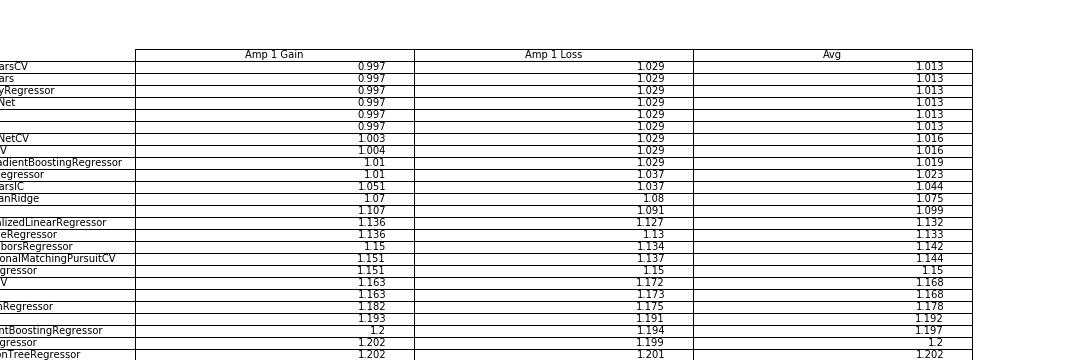 Amp 1 Gain Amp 1 Loss Avg
arsCV 0.997 1.029 1.013
ars 0.997 1.029 1.013
yRegressor 0.997 1.029 1.013
Net 0.997 1.029 1.013
0.997 1.029 1.013
0.997 1.029 1.013
NetCV 1.003 1.029 1.016
V 1.004 1.029 1.016
adientBoostingRegressor 1.01 1.029 1.019
egressor 1.01 1.037 1.023
arsIC 1.051 1.037 1.044
anRidge 1.07 1.08 1.075
1.107 1.091 1.099
alizedLinearRegressor 1.136 1.127 1.132
eRegressor 1.136 1.13 1.133
borsRegressor 1.15 1.134 1.142
onalMatchingPursuitCV 1.151 1.137 1.144
gressor 1.151 1.15 1.15
V 1.163 1.172 1.168
1.163 1.173 1.168
nRegressor 1.182 1.175 1.178
1.193 1.191 1.192
ntBoostingRegressor 1.2 1.194 1.197
gressor 1.202 1.199 1.2
onTreeRegressor 1.202 1.201 1.202